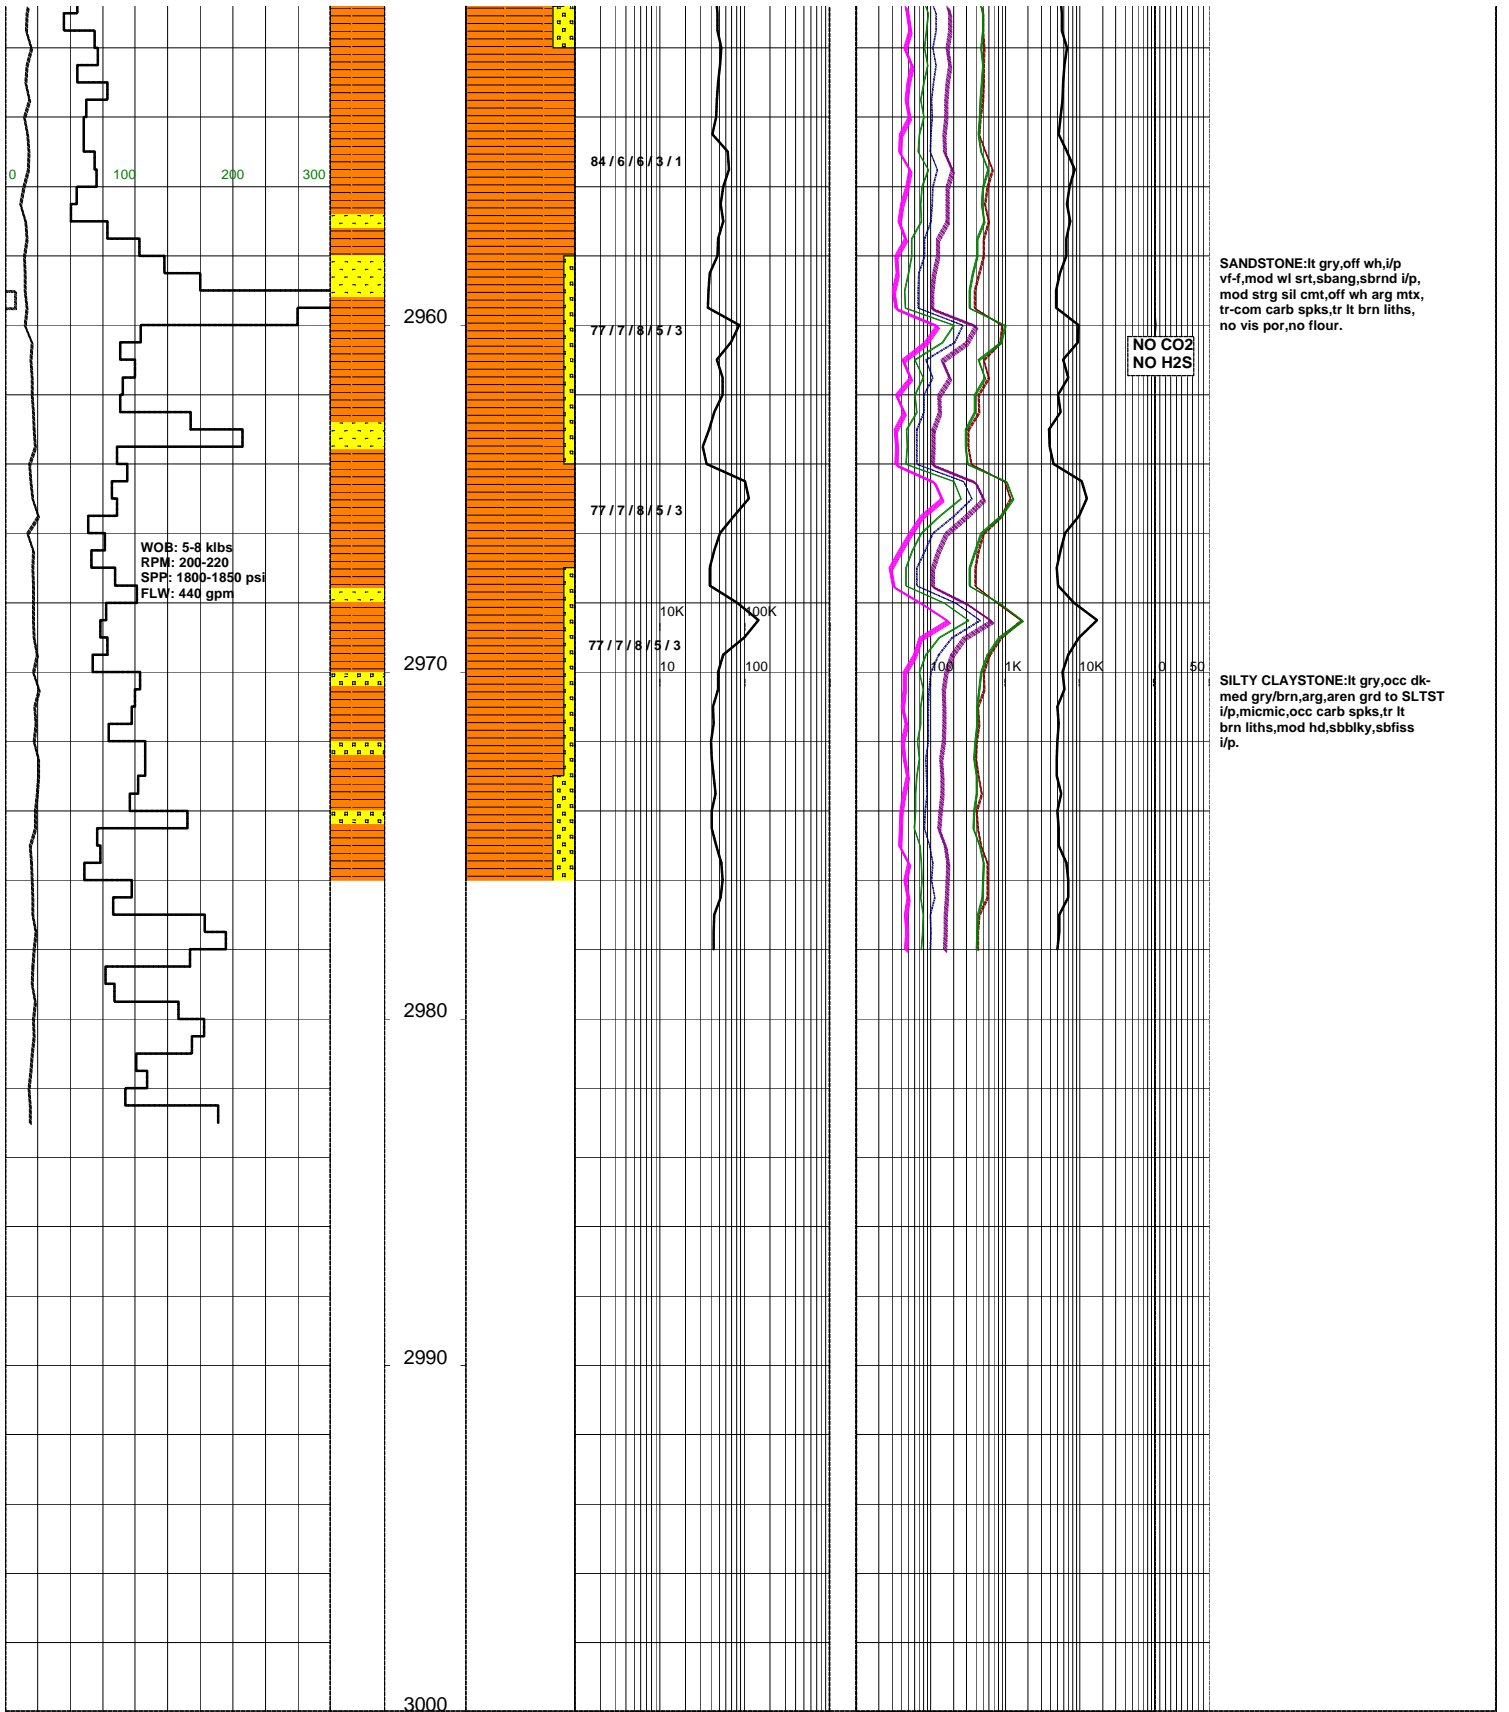 84 / 6 / 6 / 3 / 1
0 100 200 300
SANDSTONE:lt gry,off wh,i/p
vf-f,mod wl srt,sbang,sbrnd i/p,
mod strg sil cmt,off wh arg mtx,
tr-com carb spks,tr lt brn liths,
no vis por,no flour.
2960
77 / 7 / 8 / 5 / 3
NO CO2
NO H2S
77 / 7 / 8 / 5 / 3
WOB: 5-8 klbs
RPM: 200-220
SPP: 1800-1850 psi
FLW: 440 gpm
10K 100K
77 / 7 / 8 / 5 / 3
2970
10 100
100 1K 10K 0 50
SILTY CLAYSTONE:lt gry,occ dk-
med gry/brn,arg,aren grd to SLTST
i/p,micmic,occ carb spks,tr lt
brn liths,mod hd,sbblky,sbfiss
i/p.
2980
2990
3000